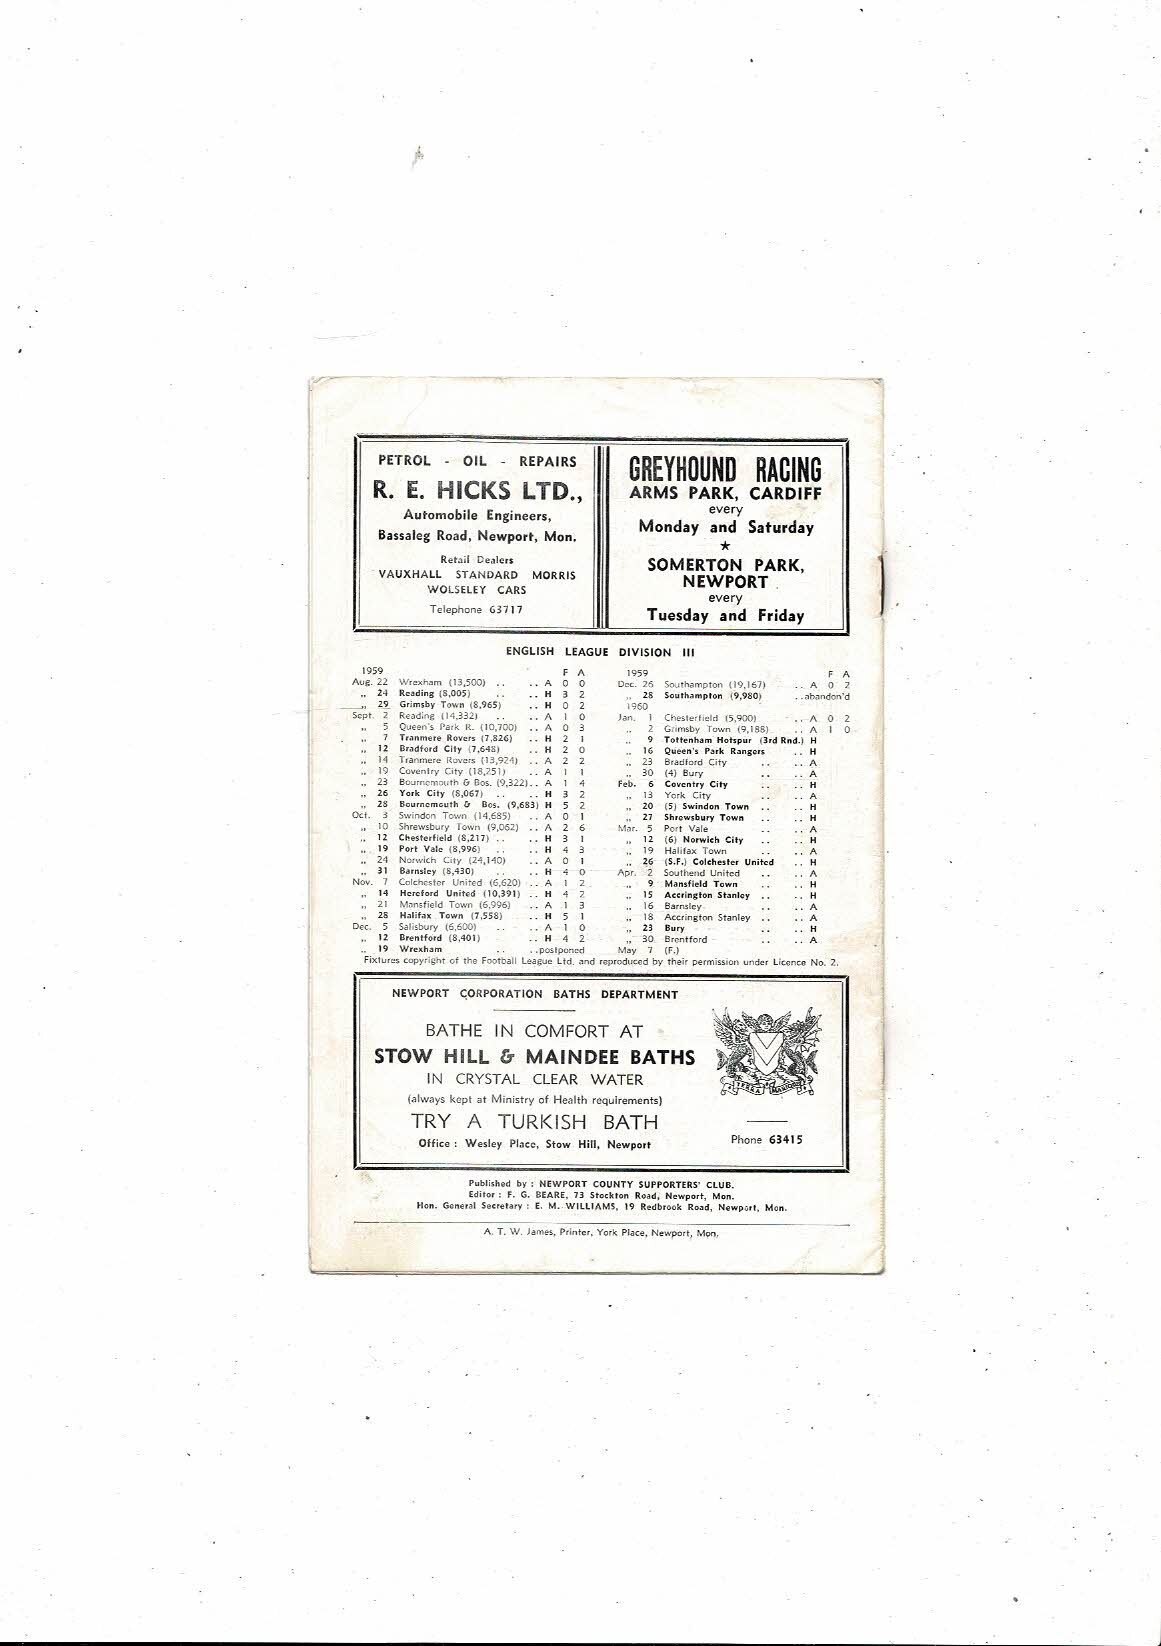 PETROL - OIL - REPAIRS
R. E. HICKS LTD.,
Automobile Engineers,
Bassaleg Road, Newport, Mon.
Retail Dealers
VAUXHALL STANDARD MORRIS
WOLSELEY CARS
Telephone 63717
GREYHOUND RACING
ARMS PARK, CARDIFF
every
Monday and Saturday
★
SOMERTON PARK,
NEWPORT
every
Tuesday and Friday
ENGLISH LEAGUE DIVISION III
1959 F A
Aug. 22 Wrexham (13,500) .. .. A 0 0
„ 24 Reading (8,005) .. .. H 3 2
„ 29 Grimsby Town (8,965) .. H 0 2
Sept. 2 Reading (14,332) .. .. A 1 0
„ 5 Queen's Park R. (10,700) .. A 0 3
„ 7 Tranmere Rovers (7,826) .. H 2 1
„ 12 Bradford City (7,648) .. H 2 0
„ 14 Tranmere Rovers (13,924) .. A 2 2
„ 19 Coventry City (18,251) .. A 1 1
„ 23 Bournemouth & Bos. (9,322).. A 1 4
„ 26 York City (8,067) .. .. H 3 2
„ 28 Bournemouth & Bos. (9,683) H 5 2
Oct. 3 Swindon Town (14,685) .. A 0 1
„ 10 Shrewsbury Town (9,062) .. A 2 6
„ 12 Chesterfield (8,217) .. .. H 3 1
„ 19 Port Vale (8,996) .. .. H 4 3
„ 24 Norwich City (24,140) .. A 0 1
„ 31 Barnsley (8,430) .. .. H 4 0
Nov. 7 Colchester United (6,620) .. A 1 2
„ 14 Hereford United (10,391) .. H 4 2
„ 21 Mansfield Town (6,996) .. A 1 3
„ 28 Halifax Town (7,558) .. H 5 1
Dec. 5 Salisbury (6,600) .. .. A 1 0
„ 12 Brentford (8,401) .. H 4 2
„ 19 Wrexham .. ..postponed
1959 F A
Dec. 26 Southampton (19,167) .. A 0 2
„ 28 Southampton (9,980) ..abandon'd
1960
Jan. 1 Chesterfield (5,900) .. A 0 2
„ 2 Grimsby Town (9,188) .. A 1 0
„ 9 Tottenham Hotspur (3rd Rnd.) H
„ 16 Queen's Park Rangers .. H
„ 23 Bradford City .. .. A
„ 30 (4) Bury .. .. A
Feb. 6 Coventry City .. .. H
„ 13 York City .. .. A
„ 20 (5) Swindon Town .. .. H
„ 27 Shrewsbury Town .. .. H
Mar. 5 Port Vale .. .. A
„ 12 (6) Norwich City .. .. H
„ 19 Halifax Town .. .. A
„ 26 (S.F.) Colchester United .. H
Apr. 2 Southend United .. .. A
„ 9 Mansfield Town .. .. H
„ 15 Accrington Stanley .. .. H
„ 16 Barnsley .. .. A
„ 18 Accrington Stanley .. .. A
„ 23 Bury .. .. H
„ 30 Brentford .. .. A
May 7 (F.)
Fixtures copyright of the Football League Ltd. and reproduced by their permission under Licence No. 2.
NEWPORT CORPORATION BATHS DEPARTMENT
BATHE IN COMFORT AT
STOW HILL & MAINDEE BATHS
IN CRYSTAL CLEAR WATER
(always kept at Ministry of Health requirements)
TRY A TURKISH BATH
Office : Wesley Place, Stow Hill, Newport
Phone 63415
Published by : NEWPORT COUNTY SUPPORTERS' CLUB.
Editor : F. G. BEARE, 73 Stockton Road, Newport, Mon.
Hon. General Secretary : E. M. WILLIAMS, 19 Redbrook Road, Newport, Mon.
A. T. W. James, Printer, York Place, Newport, Mon.